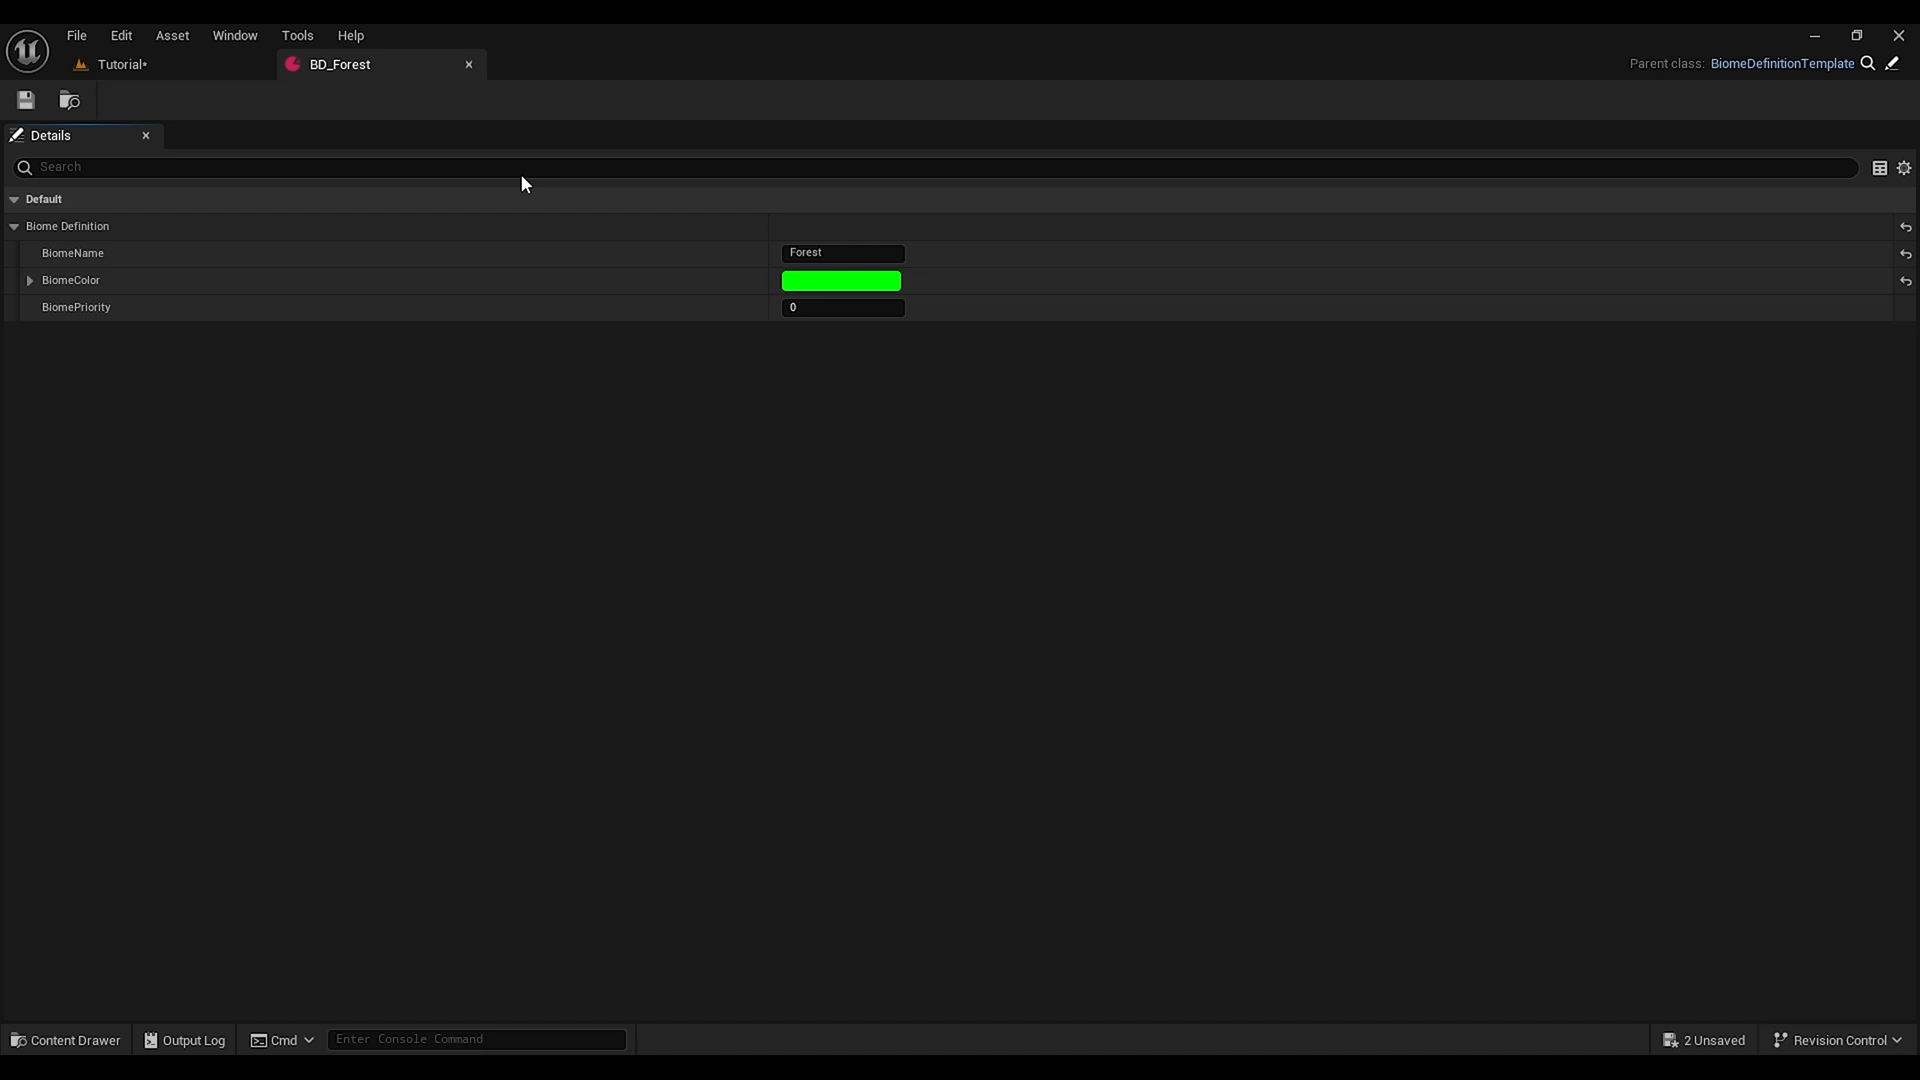 File Edit Asset Window Tools Help
Tutorial* BD_Forest Parent class: BiomeDefinitionTemplate
Details
Search
Default
Biome Definition
BiomeName Forest
BiomeColor
BiomePriority 0
Content Drawer Output Log Cmd Enter Console Command 2 Unsaved Revision Control